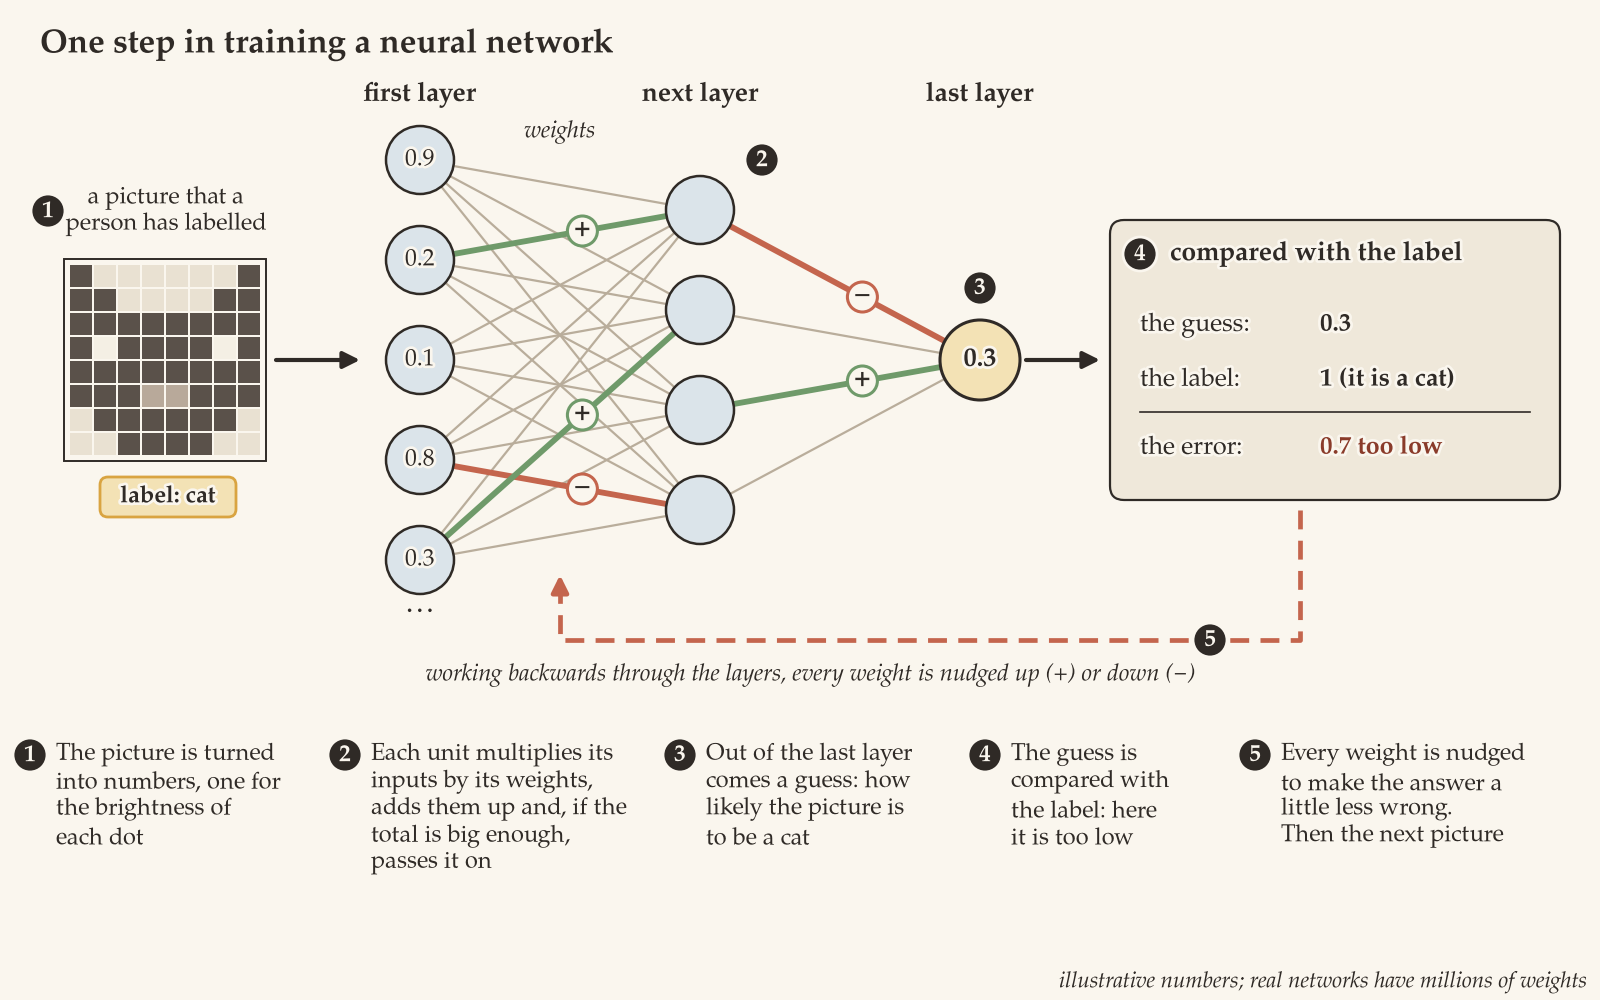 One step in training a neural network
first layer
next layer
last layer
weights
1
a picture that a
person has labelled
label: cat
0.9
0.2
0.1
0.8
0.3
...
+
+
−
2
−
+
3
0.3
4 compared with the label
the guess: 0.3
the label: 1 (it is a cat)
the error: 0.7 too low
5
working backwards through the layers, every weight is nudged up (+) or down (−)
1 The picture is turned
into numbers, one for
the brightness of
each dot
2 Each unit multiplies its
inputs by its weights,
adds them up and, if the
total is big enough,
passes it on
3 Out of the last layer
comes a guess: how
likely the picture is
to be a cat
4 The guess is
compared with
the label: here
it is too low
5 Every weight is nudged
to make the answer a
little less wrong.
Then the next picture
illustrative numbers; real networks have millions of weights